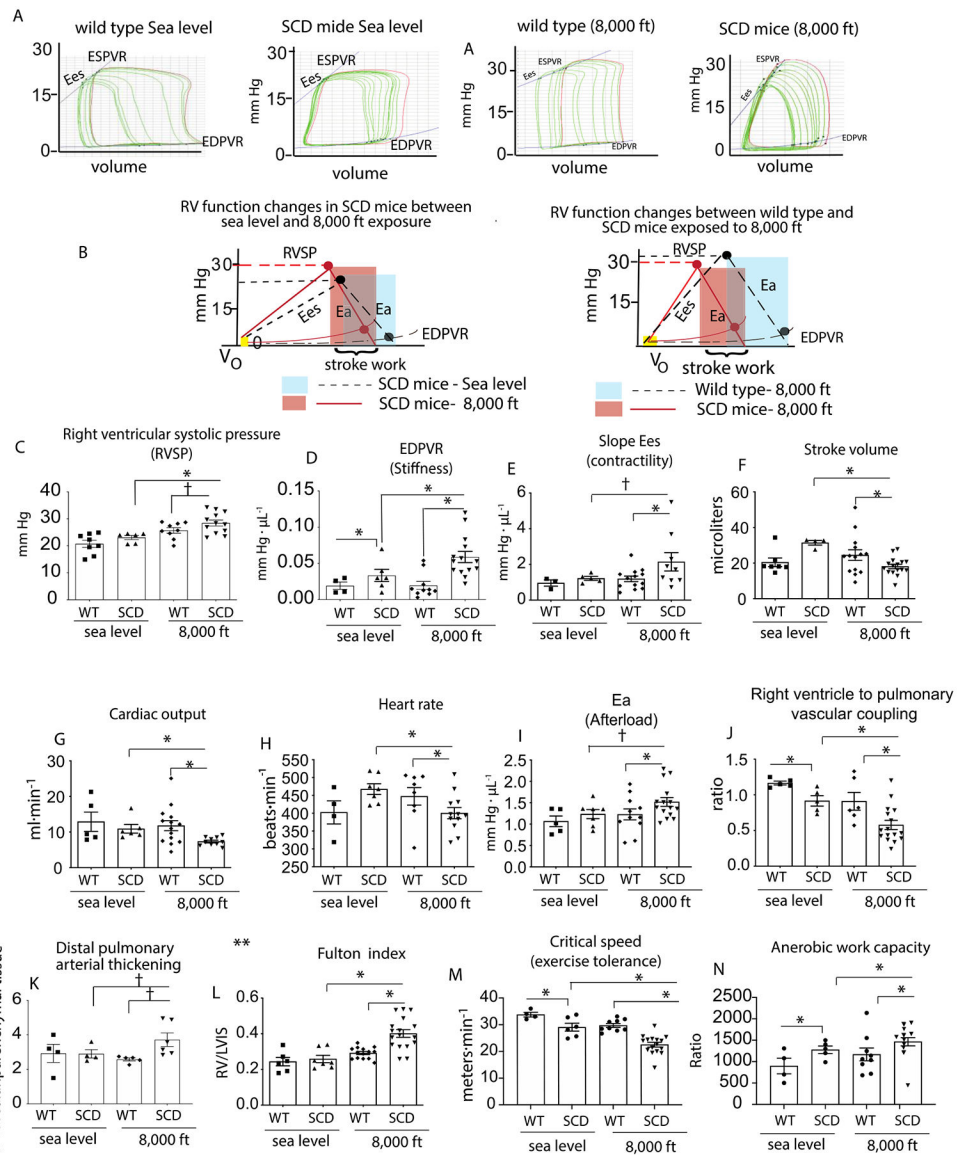 A
wild type Sea level
30
15
0
mm Hg
Ees
ESPVR
EDPVR
volume
SCD mide Sea level
30
15
0
mm Hg
Ees
ESPVR
EDPVR
volume
A
wild type (8,000 ft)
30
15
0
mm Hg
Ees
ESPVR
EDPVR
volume
SCD mice (8,000 ft)
30
15
0
mm Hg
Ees
ESPVR
EDPVR
volume
B
RV function changes in SCD mice between
sea level and 8,000 ft exposure
RVSP
30
15
0
mm Hg
Ees
Ea
Ea
EDPVR
VO
stroke work
SCD mice - Sea level
SCD mice- 8,000 ft
RV function changes between wild type and
SCD mice exposed to 8,000 ft
RVSP
30
15
mm Hg
Ees
Ea
Ea
EDPVR
VO
stroke work
Wild type- 8,000 ft
SCD mice- 8,000 ft
C
Right ventricular systolic pressure
(RVSP)
*
†
40
30
20
10
0
mm Hg
WT SCD WT SCD
sea level 8,000 ft
D
EDPVR
(Stiffness)
* * *
0.15
0.10
0.05
0.00
mm Hg · µL-1
WT SCD WT SCD
sea level 8,000 ft
E
Slope Ees
(contractility)
†
*
6
4
2
0
mm Hg · µL-1
WT SCD WT SCD
sea level 8,000 ft
F
Stroke volume
*
*
60
40
20
0
microliters
WT SCD WT SCD
sea level 8,000 ft
G
Cardiac output
*
*
30
20
10
0
ml·min-1
WT SCD WT SCD
sea level 8,000 ft
H
Heart rate
*
*
550
500
450
400
350
300
250
beats·min-1
WT SCD WT SCD
sea level 8,000 ft
I
Ea
(Afterload)
†
*
2.5
2.0
1.5
1.0
0.5
0.0
mm Hg · µL-1
WT SCD WT SCD
sea level 8,000 ft
J
Right ventricle to pulmonary
vascular coupling
* * *
1.5
1.0
0.5
0.0
ratio
WT SCD WT SCD
sea level 8,000 ft
K
Distal pulmonary
arterial thickening
†
†
6
4
2
0
WT SCD WT SCD
sea level 8,000 ft
**
L
Fulton index
*
*
0.6
0.4
0.2
0.0
RV/LVIS
WT SCD WT SCD
sea level 8,000 ft
M
Critical speed
(exercise tolerance)
* * *
40
30
20
10
0
meters·min-1
WT SCD WT SCD
sea level 8,000 ft
N
Anerobic work capacity
* * *
2500
2000
1500
1000
500
0
Ratio
WT SCD WT SCD
sea level 8,000 ft